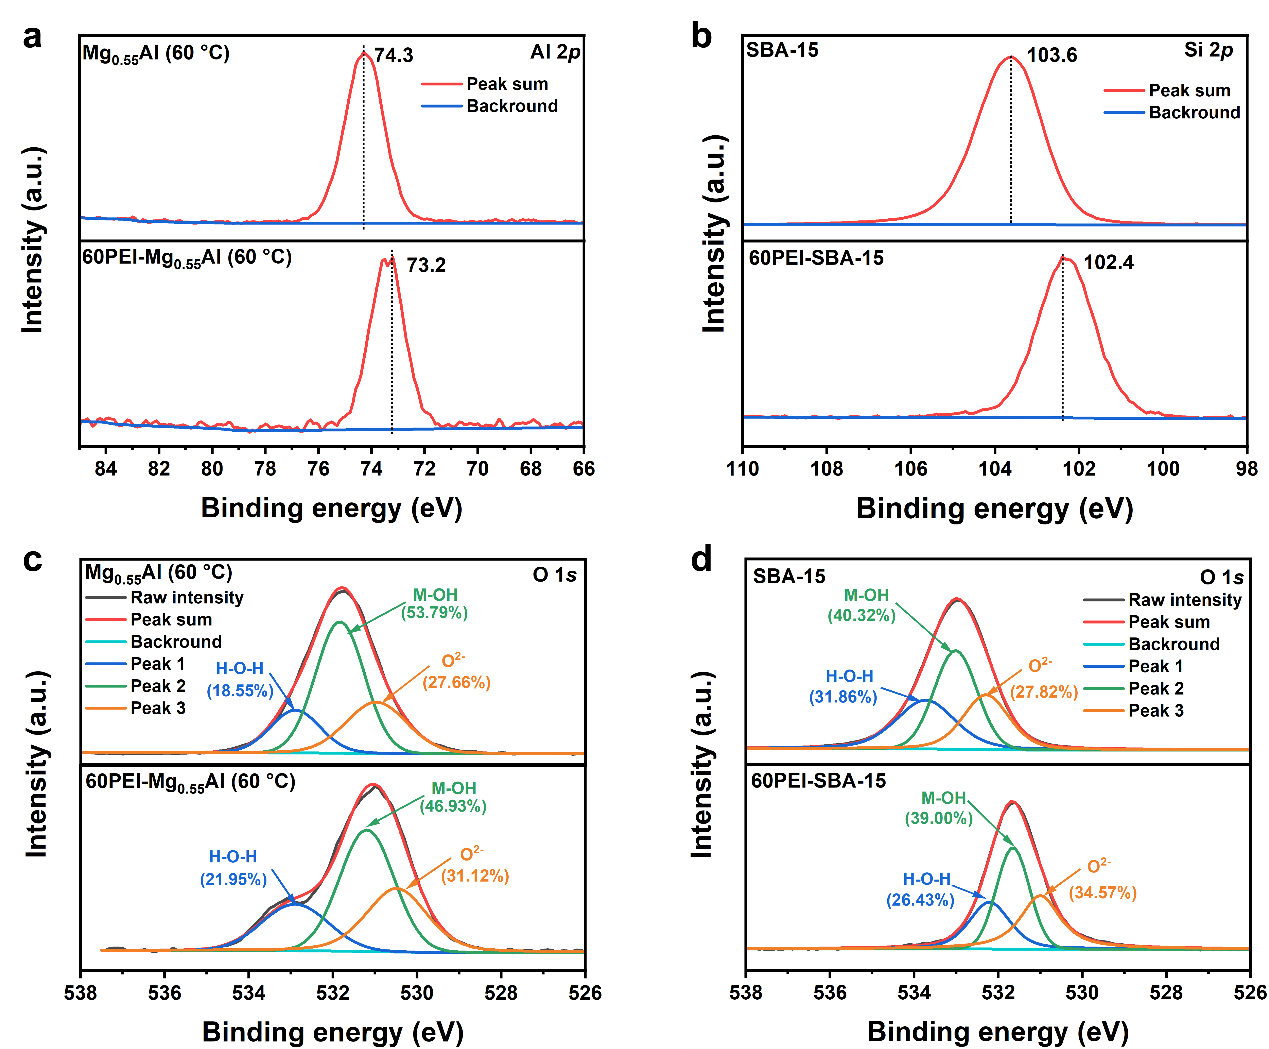 a
Mg0.55Al (60 °C)
Al 2p
74.3
Peak sum
Backround
60PEI-Mg0.55Al (60 °C)
73.2
Intensity (a.u.)
84 82 80 78 76 74 72 70 68 66
Binding energy (eV)
b
SBA-15
Si 2p
103.6
Peak sum
Backround
60PEI-SBA-15
102.4
Intensity (a.u.)
110 108 106 104 102 100 98
Binding energy (eV)
c
Mg0.55Al (60 °C)
O 1s
Raw intensity
Peak sum
Backround
Peak 1
Peak 2
Peak 3
M-OH
(53.79%)
H-O-H
(18.55%)
O2-
(27.66%)
60PEI-Mg0.55Al (60 °C)
M-OH
(46.93%)
H-O-H
(21.95%)
O2-
(31.12%)
Intensity (a.u.)
538 536 534 532 530 528 526
Binding energy (eV)
d
SBA-15
O 1s
Raw intensity
Peak sum
Backround
Peak 1
Peak 2
Peak 3
M-OH
(40.32%)
H-O-H
(31.86%)
O2-
(27.82%)
60PEI-SBA-15
M-OH
(39.00%)
H-O-H
(26.43%)
O2-
(34.57%)
Intensity (a.u.)
538 536 534 532 530 528 526
Binding energy (eV)